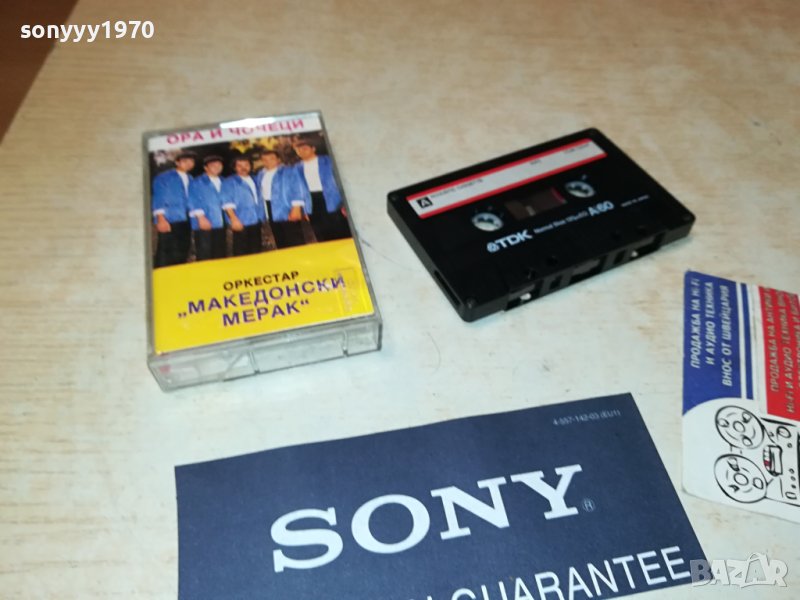 sonyyy1970
ОРА И ЧОЧЕЦИ
ОРКЕСТАР
„МАКЕДОНСКИ
МЕРАК“
A
TDK
A60
ПРОДАЖБА НА Hi-Fi
И АУДИО ТЕХНИКА
ВНОС ОТ ШВЕЙЦАРИЯ
4-557-142-03 (EU1)
SONY®
GUARANTEE
BAZAR